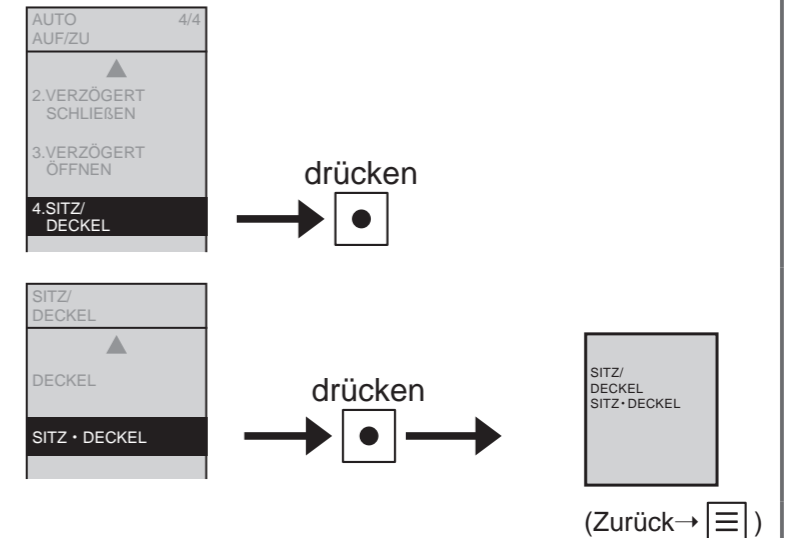 AUTO 4/4
AUF/ZU
2.VERZÖGERT
SCHLIEßEN
3.VERZÖGERT
ÖFFNEN
4.SITZ/
DECKEL
drücken
SITZ/
DECKEL
DECKEL
SITZ・DECKEL
drücken
SITZ/
DECKEL
SITZ・DECKEL
(Zurück→ )